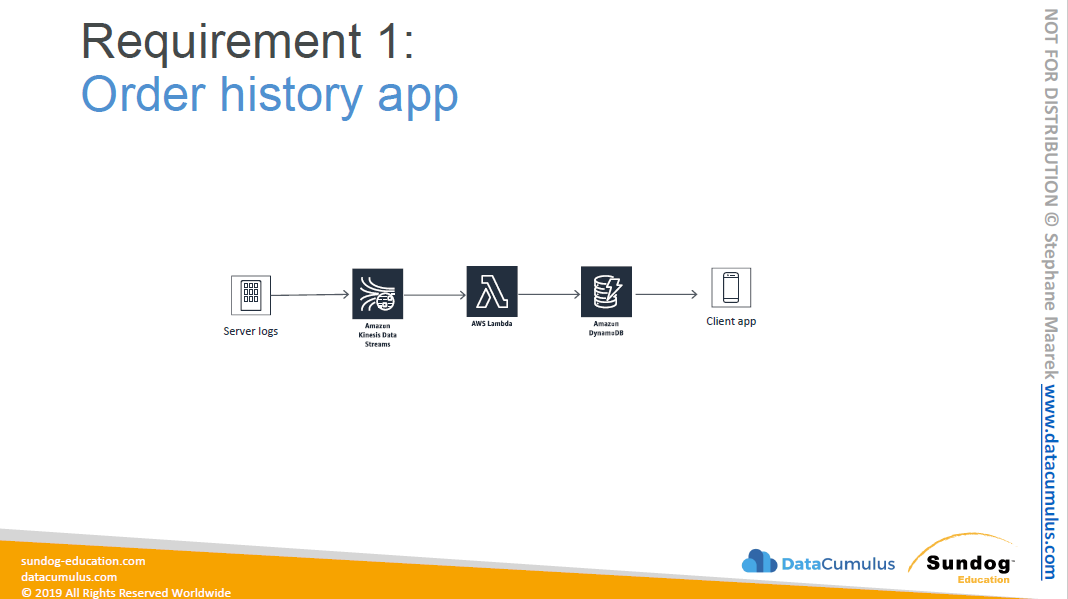 Requirement 1:
Order history app
Server logs
Amazon
Kinesis Data
Streams
AWS Lambda
Amazon
DynamoDB
Client app
sundog-education.com
datacumulus.com
© 2019 All Rights Reserved Worldwide
DataCumulus
Sundog
Education
NOT FOR DISTRIBUTION © Stephane Maarek www.datacumulus.com